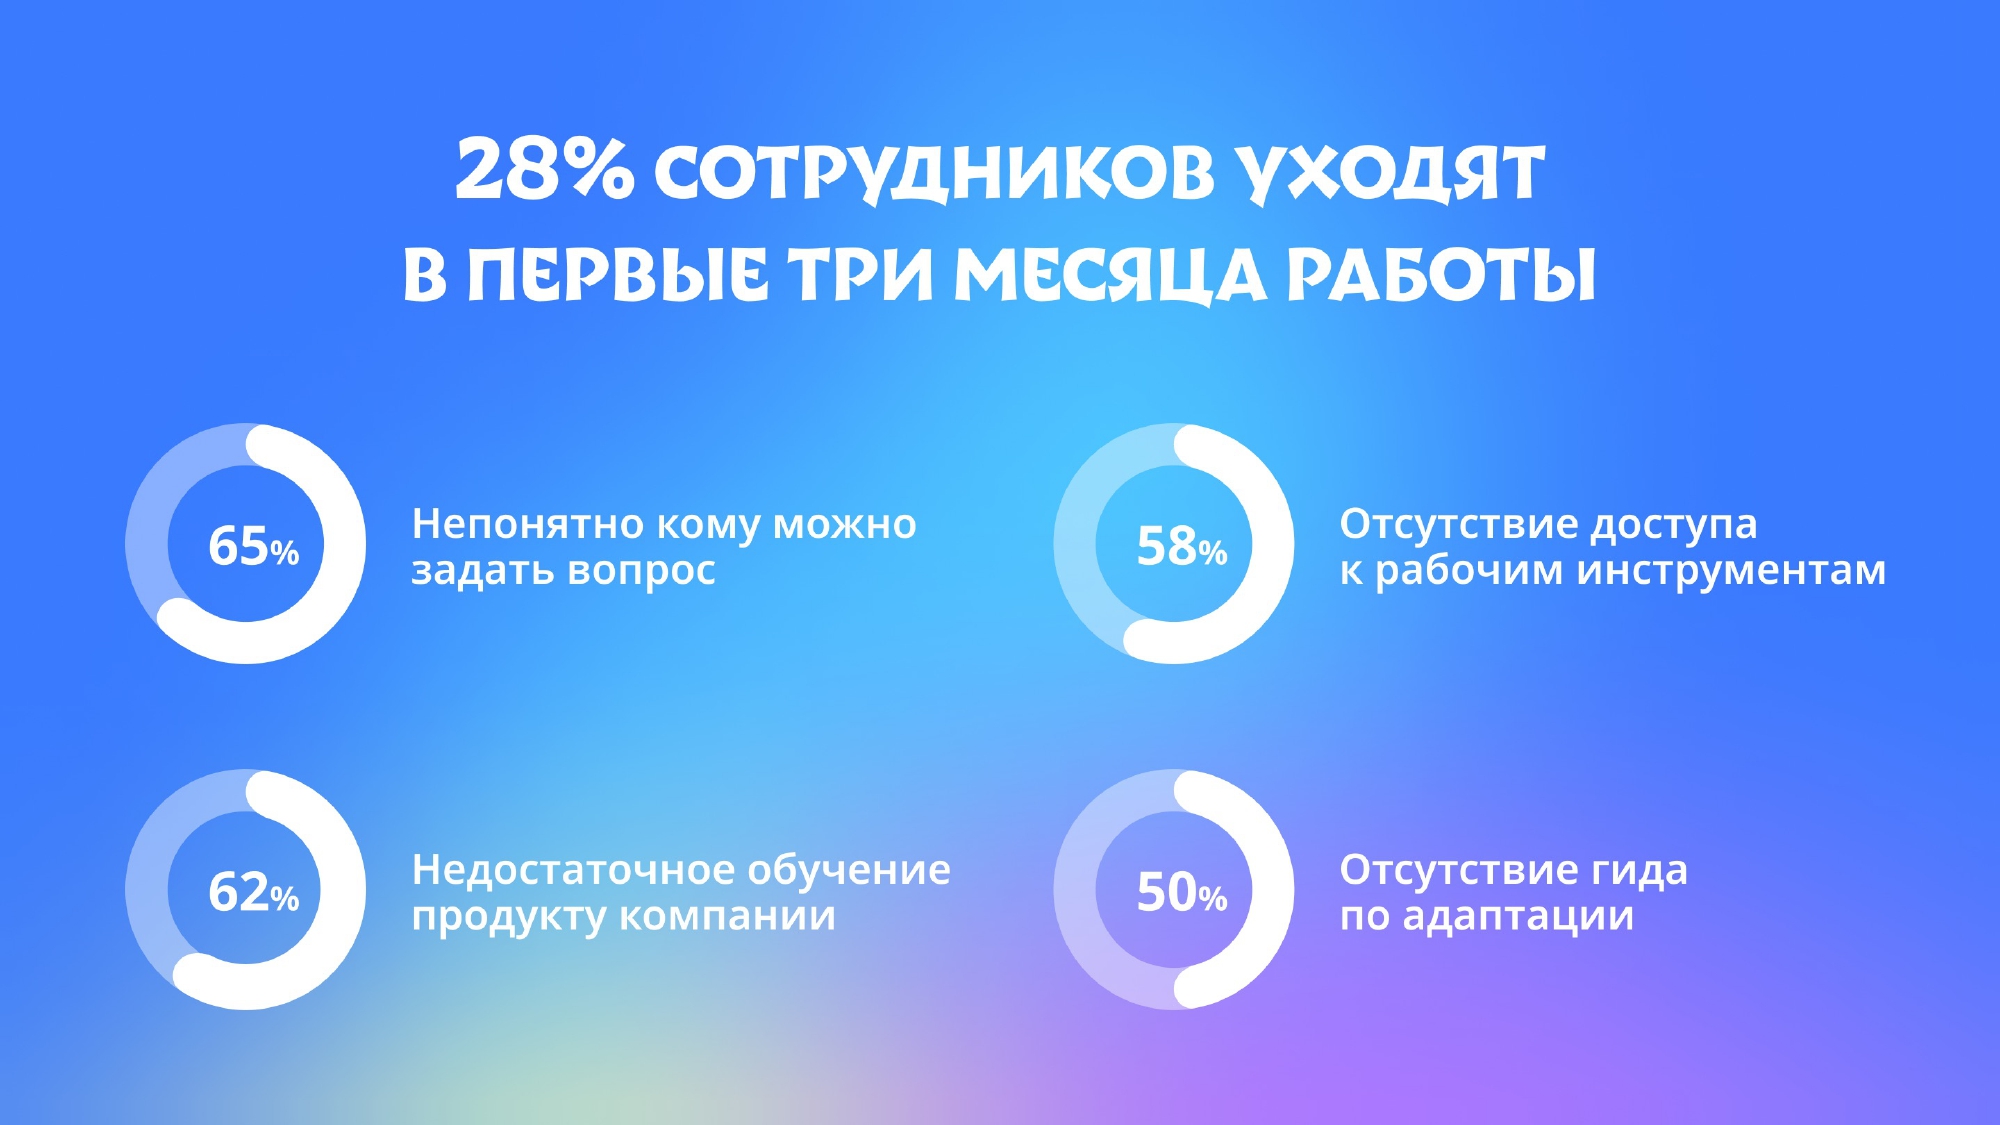 28% СОТРУДНИКОВ УХОДЯТ
В ПЕРВЫЕ ТРИ МЕСЯЦА РАБОТЫ
65%
Непонятно кому можно
задать вопрос
58%
Отсутствие доступа
к рабочим инструментам
62%
Недостаточное обучение
продукту компании
50%
Отсутствие гида
по адаптации